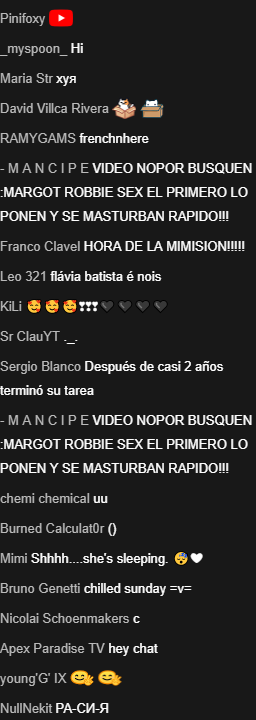 Pinifoxy
_myspoon_ Hi
Maria Str хуя
David Villca Rivera
RAMYGAMS frenchnhere
- M A N C I P E VIDEO NOPOR BUSQUEN
:MARGOT ROBBIE SEX EL PRIMERO LO
PONEN Y SE MASTURBAN RAPIDO!!!
Franco Clavel HORA DE LA MIMISION!!!!!
Leo 321 flávia batista é nois
KiLi 🥰🥰🥰❣❣❣🖤🖤🖤🖤
Sr ClauYT ._.
Sergio Blanco Después de casi 2 años
terminó su tarea
- M A N C I P E VIDEO NOPOR BUSQUEN
:MARGOT ROBBIE SEX EL PRIMERO LO
PONEN Y SE MASTURBAN RAPIDO!!!
chemi chemical uu
Burned Calculat0r ()
Mimi Shhhh....she's sleeping. 😴🤍
Bruno Genetti chilled sunday =v=
Nicolai Schoenmakers c
Apex Paradise TV hey chat
young'G' IX
NullNekit РА-СИ-Я